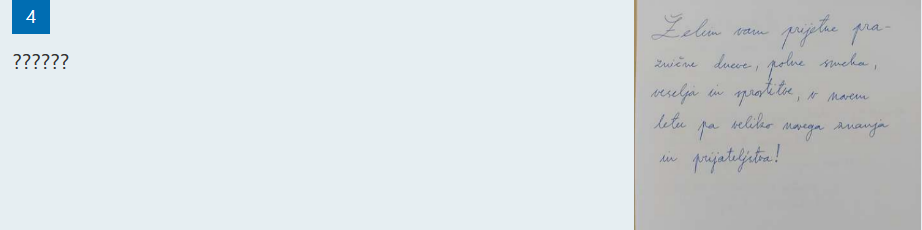 4
??????
Želim vam prijetne pra-
znične dneve, polne smeha,
veselja in sprostitve, v novem
letu pa veliko novega znanja
in prijateljstva!